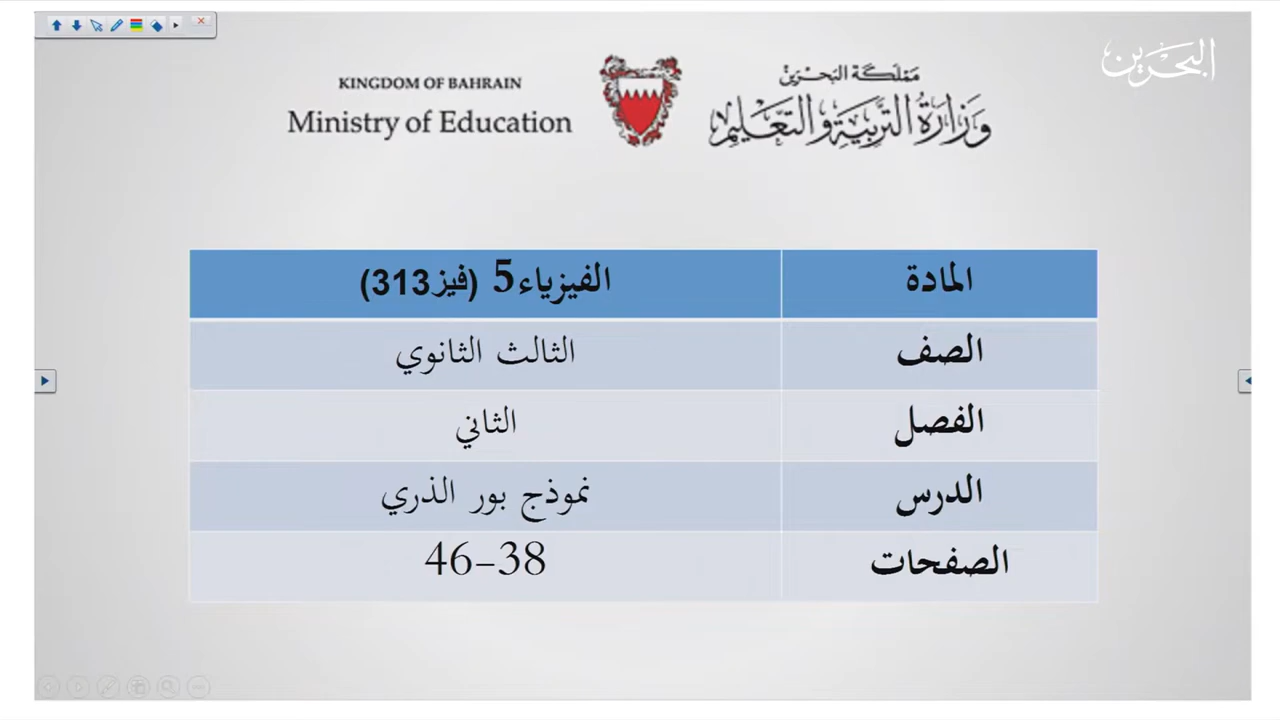 البحرين
KINGDOM OF BAHRAIN
Ministry of Education
مملكة البحرين
وزارة التربية والتعليم
المادة الفيزياء5 (فيز313)
الصف الثالث الثانوي
الفصل الثاني
الدرس نموذج بور الذري
الصفحات 38-46